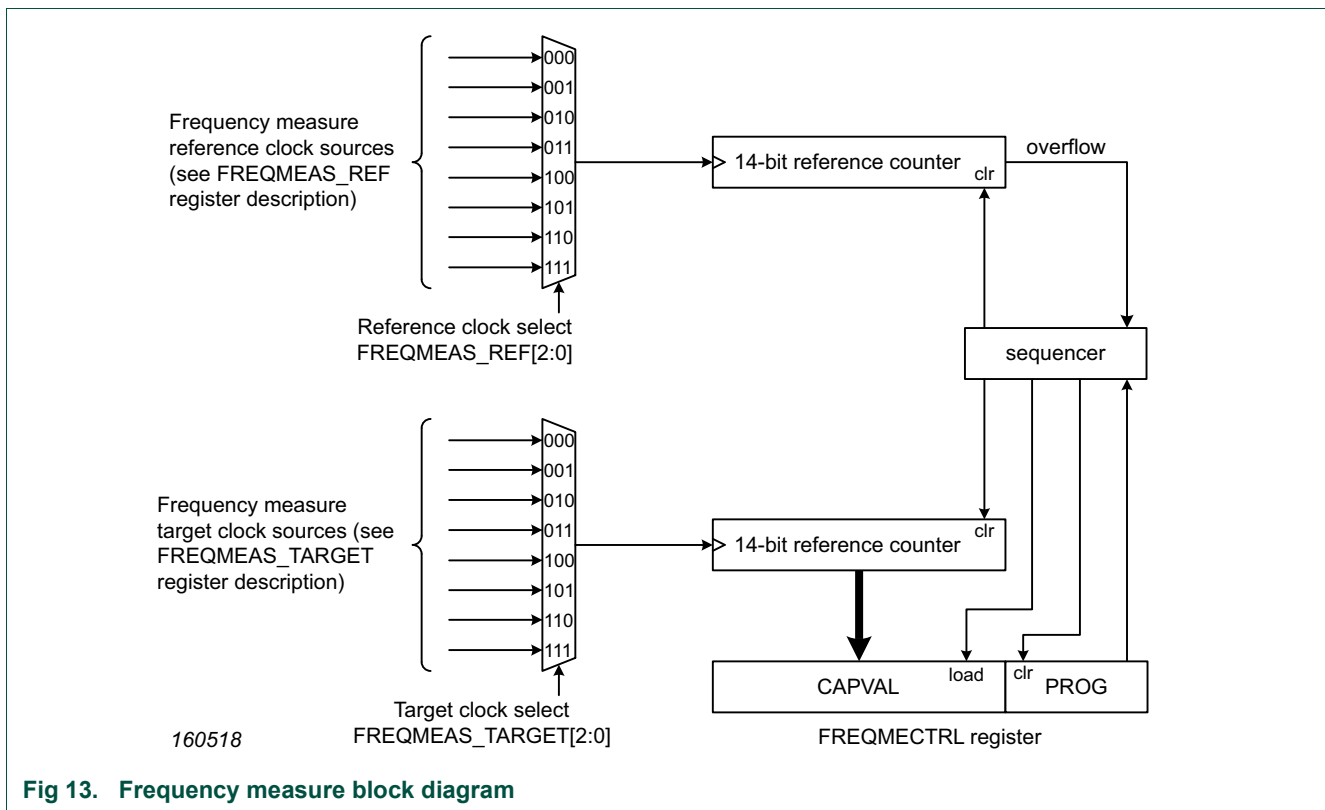 000
001
Frequency measure
reference clock sources
(see FREQMEAS_REF
register description)
010
011
100
101
110
111
14-bit reference counter
clr
overflow
Reference clock select
FREQMEAS_REF[2:0]
sequencer
000
001
Frequency measure
target clock sources (see
FREQMEAS_TARGET
register description)
010
011
100
101
110
111
14-bit reference counter
clr
CAPVAL
load
clr
PROG
Target clock select
FREQMEAS_TARGET[2:0]
FREQMECTRL register
160518
Fig 13. Frequency measure block diagram